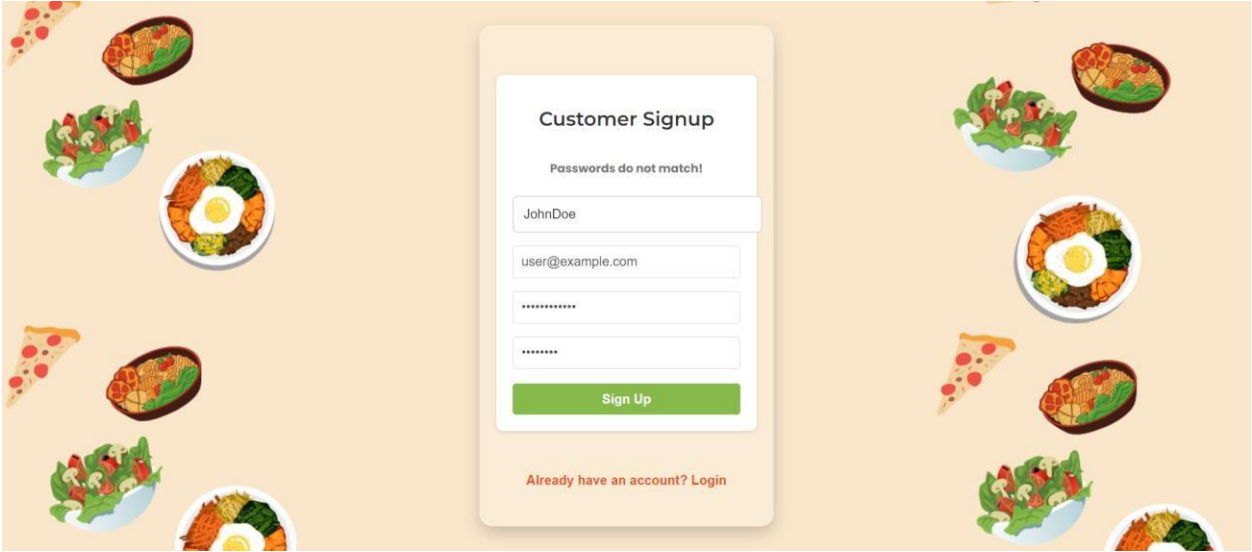 Customer Signup
Passwords do not match!
JohnDoe
user@example.com
••••••••••••
••••••••
Sign Up
Already have an account? Login